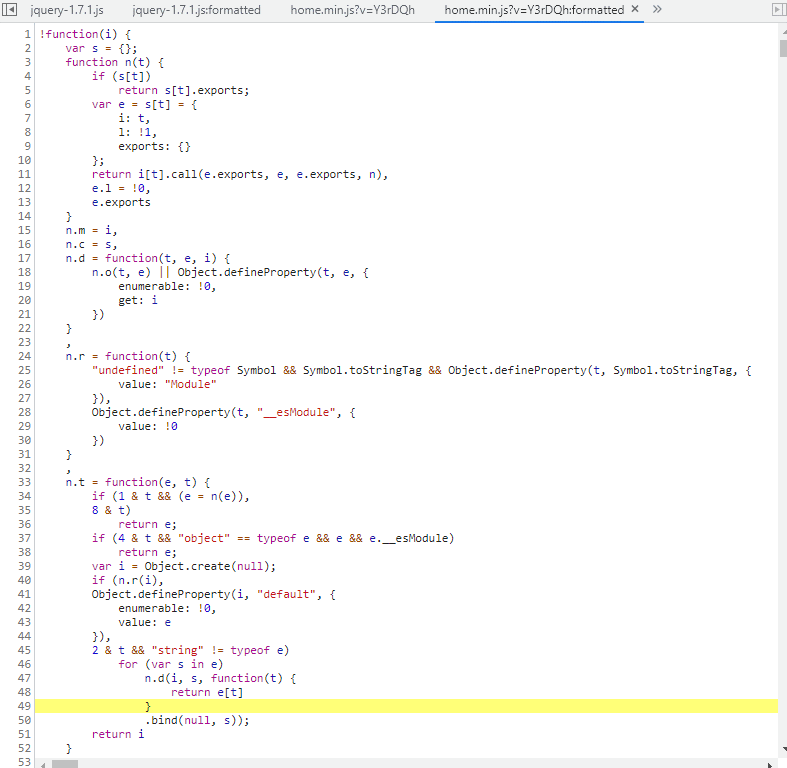 jquery-1.7.1.js jquery-1.7.1.js:formatted home.min.js?v=Y3rDQh home.min.js?v=Y3rDQh:formatted × »
1 !function(i) {
2     var s = {};
3     function n(t) {
4         if (s[t])
5             return s[t].exports;
6         var e = s[t] = {
7             i: t,
8             l: !1,
9             exports: {}
10         };
11         return i[t].call(e.exports, e, e.exports, n),
12         e.l = !0,
13         e.exports
14     }
15     n.m = i,
16     n.c = s,
17     n.d = function(t, e, i) {
18         n.o(t, e) || Object.defineProperty(t, e, {
19             enumerable: !0,
20             get: i
21         })
22     }
23     ,
24     n.r = function(t) {
25         "undefined" != typeof Symbol && Symbol.toStringTag && Object.defineProperty(t, Symbol.toStringTag, {
26             value: "Module"
27         }),
28         Object.defineProperty(t, "__esModule", {
29             value: !0
30         })
31     }
32     ,
33     n.t = function(e, t) {
34         if (1 & t && (e = n(e)),
35         8 & t)
36             return e;
37         if (4 & t && "object" == typeof e && e && e.__esModule)
38             return e;
39         var i = Object.create(null);
40         if (n.r(i),
41         Object.defineProperty(i, "default", {
42             enumerable: !0,
43             value: e
44         }),
45         2 & t && "string" != typeof e)
46             for (var s in e)
47                 n.d(i, s, function(t) {
48                     return e[t]
49                 }
50                 .bind(null, s));
51         return i
52     }
53